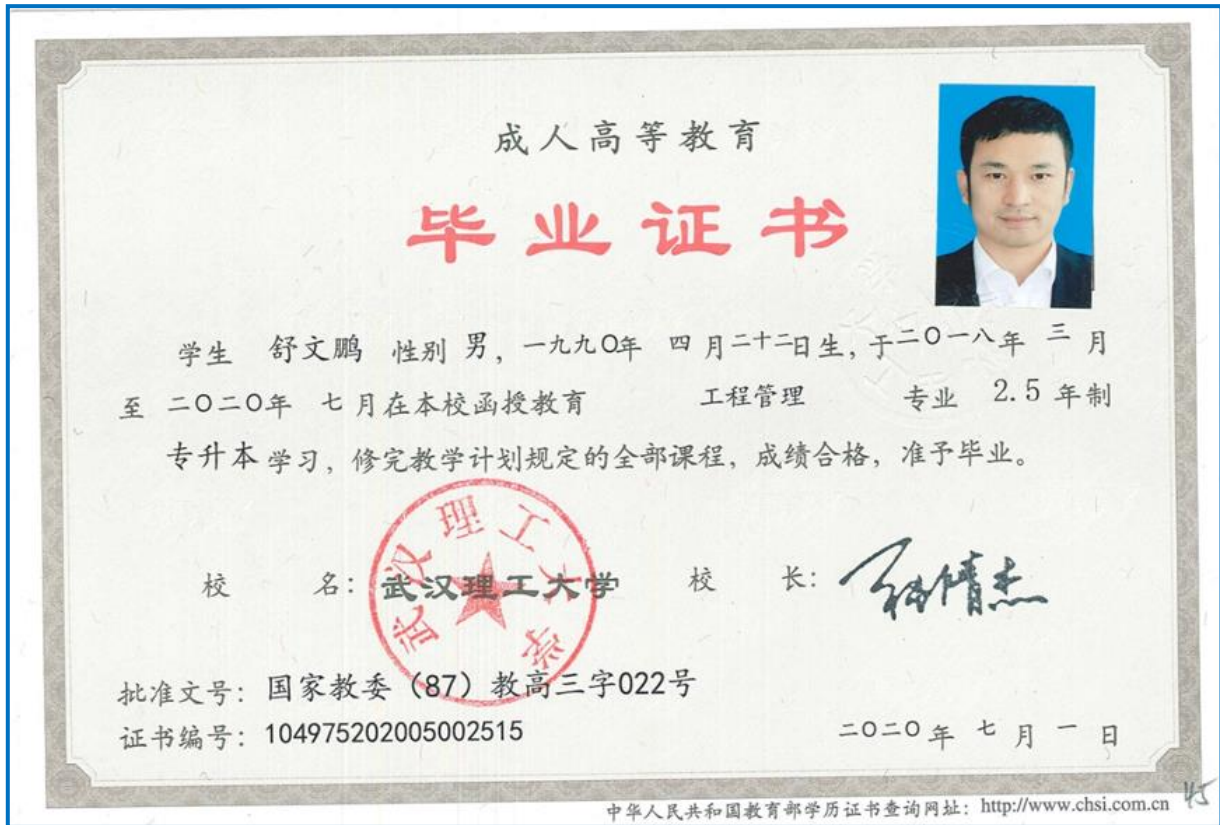 成人高等教育
毕业证书
学生 舒文鹏 性别 男，一九九〇年 四 月二十二日生，于二〇一八年 三 月
至 二〇二〇年 七 月在本校函授教育 工程管理 专业 2.5 年制
专升本 学习，修完教学计划规定的全部课程，成绩合格，准予毕业。
武汉理工大学
校 名：武汉理工大学 校 长：
批准文号：国家教委（87）教高三字022号
证书编号：104975202005002515 二〇二〇 年 七 月 一 日
中华人民共和国教育部学历证书查询网址：http://www.chsi.com.cn
45